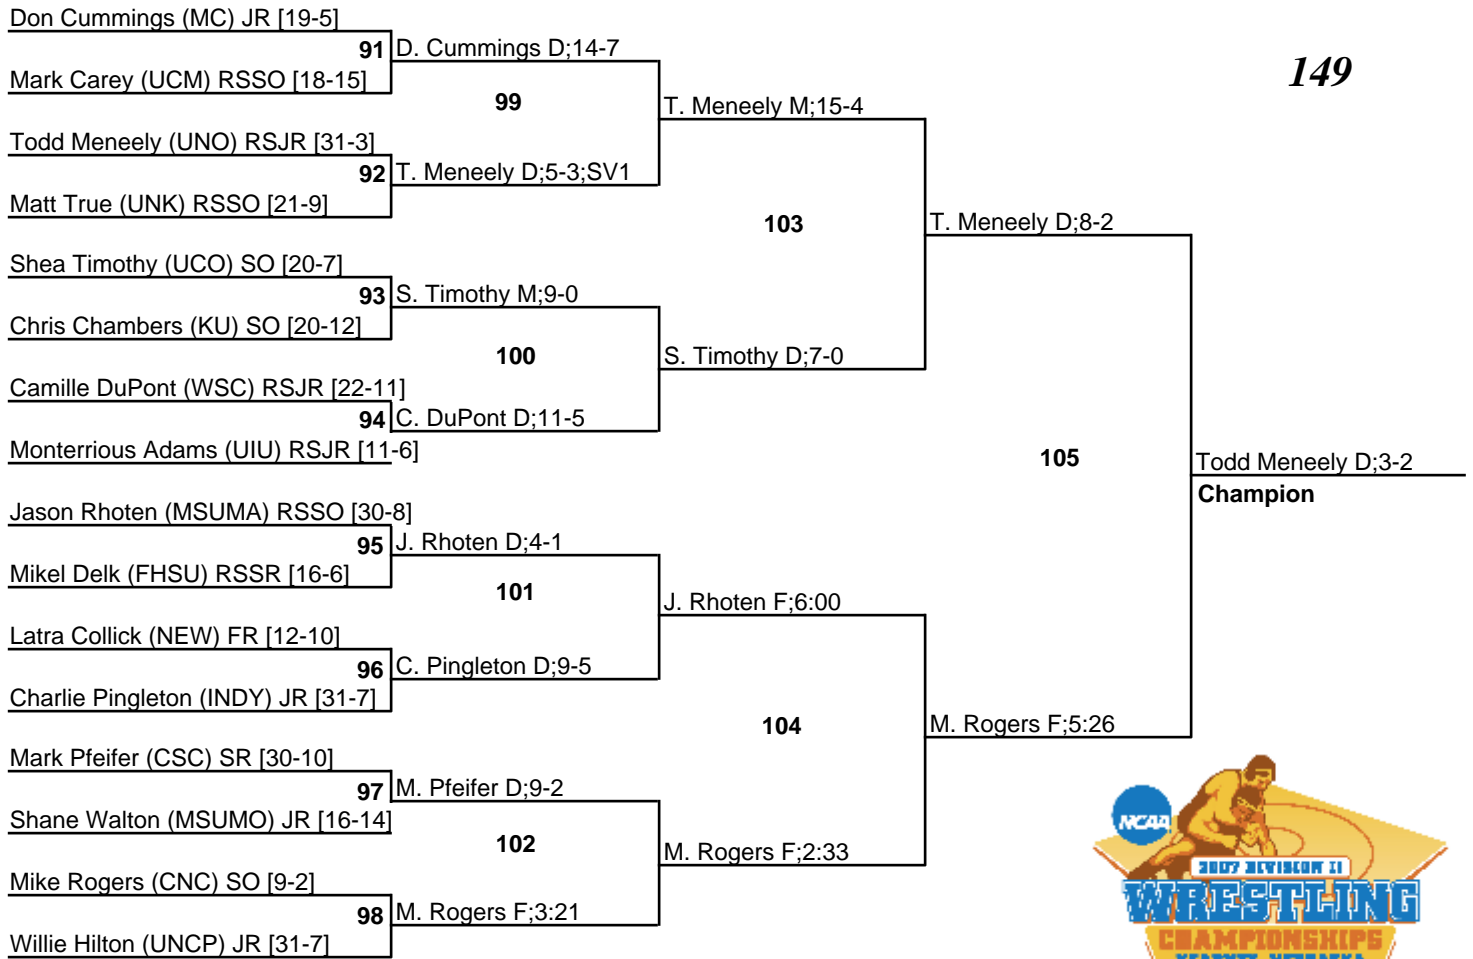 Don Cummings (MC) JR [19-5]
91 D. Cummings D;14-7
Mark Carey (UCM) RSSO [18-15]
149
99
T. Meneely M;15-4
Todd Meneely (UNO) RSJR [31-3]
92 T. Meneely D;5-3;SV1
Matt True (UNK) RSSO [21-9]
103
T. Meneely D;8-2
Shea Timothy (UCO) SO [20-7]
93 S. Timothy M;9-0
Chris Chambers (KU) SO [20-12]
100
S. Timothy D;7-0
Camille DuPont (WSC) RSJR [22-11]
94 C. DuPont D;11-5
Monterrious Adams (UIU) RSJR [11-6]
105
Todd Meneely D;3-2
Champion
Jason Rhoten (MSUMA) RSSO [30-8]
95 J. Rhoten D;4-1
Mikel Delk (FHSU) RSSR [16-6]
101
J. Rhoten F;6:00
Latra Collick (NEW) FR [12-10]
96 C. Pingleton D;9-5
Charlie Pingleton (INDY) JR [31-7]
104
M. Rogers F;5:26
Mark Pfeifer (CSC) SR [30-10]
97 M. Pfeifer D;9-2
Shane Walton (MSUMO) JR [16-14]
102
M. Rogers F;2:33
Mike Rogers (CNC) SO [9-2]
98 M. Rogers F;3:21
Willie Hilton (UNCP) JR [31-7]
NCAA
2007 DIVISION II
WRESTLING
CHAMPIONSHIPS